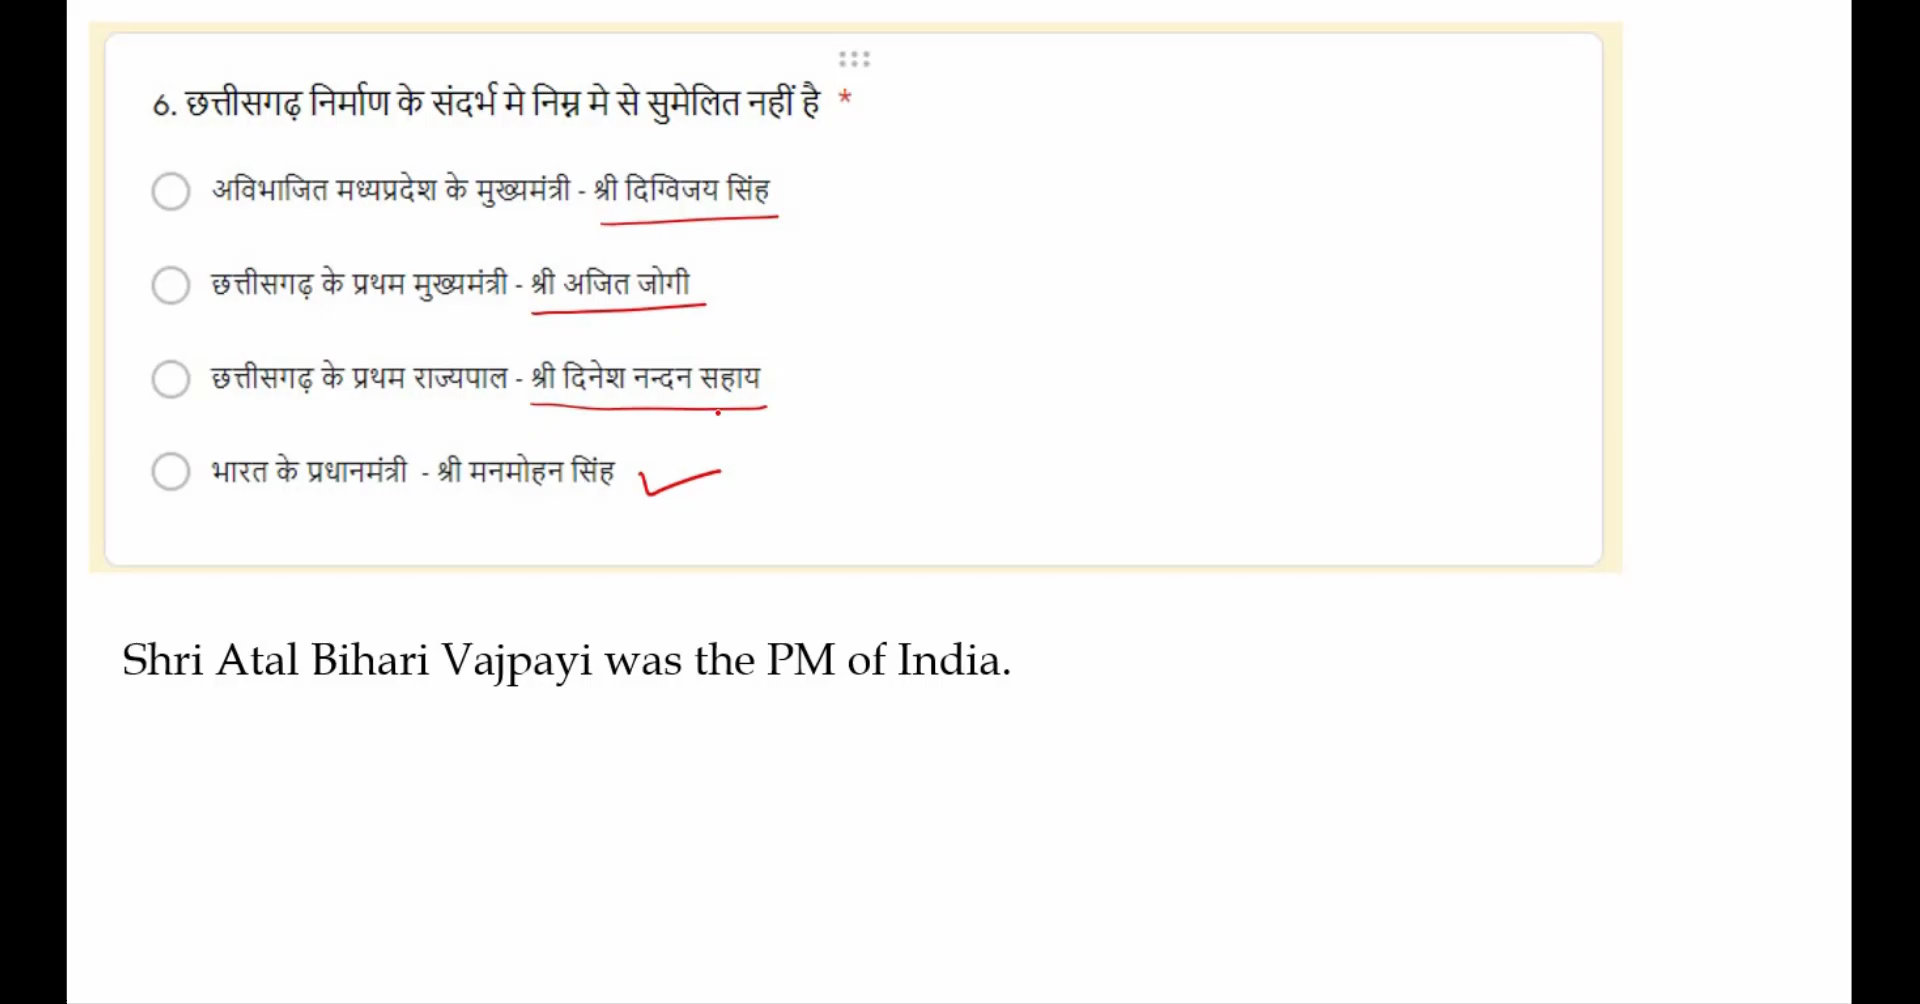 6. छत्तीसगढ़ निर्माण के संदर्भ मे निम्न मे से सुमेलित नहीं है *
अविभाजित मध्यप्रदेश के मुख्यमंत्री - श्री दिग्विजय सिंह
छत्तीसगढ़ के प्रथम मुख्यमंत्री - श्री अजित जोगी
छत्तीसगढ़ के प्रथम राज्यपाल - श्री दिनेश नन्दन सहाय
भारत के प्रधानमंत्री - श्री मनमोहन सिंह
Shri Atal Bihari Vajpayi was the PM of India.